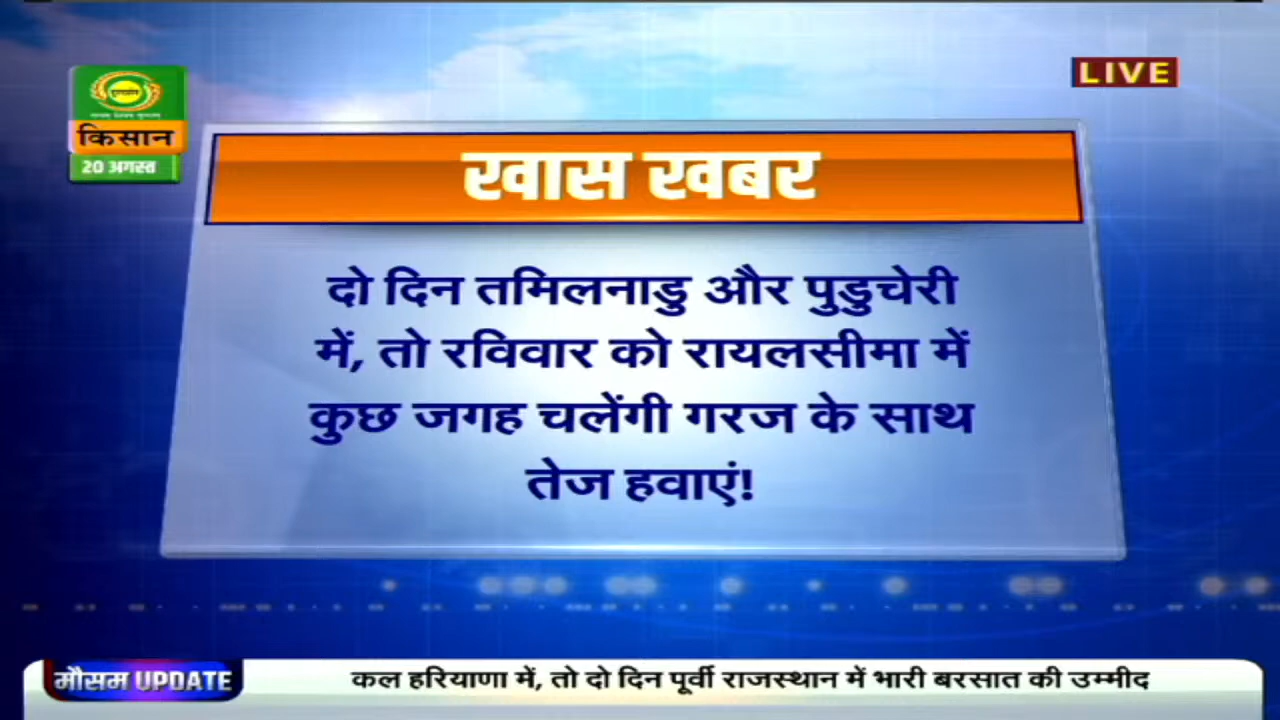 LIVE
किसान
20 अगस्त
खास खबर
दो दिन तमिलनाडु और पुडुचेरी
में, तो रविवार को रायलसीमा में
कुछ जगह चलेंगी गरज के साथ
तेज हवाएं!
मौसम UPDATE
कल हरियाणा में, तो दो दिन पूर्वी राजस्थान में भारी बरसात की उम्मीद